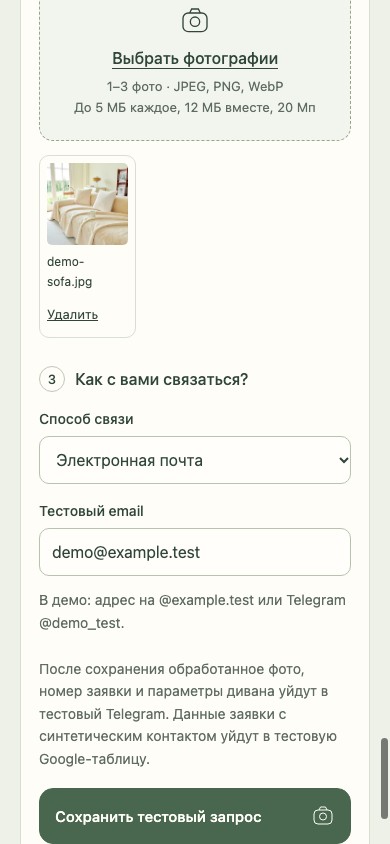 Выбрать фотографии
1–3 фото · JPEG, PNG, WebP
До 5 МБ каждое, 12 МБ вместе, 20 Мп
demo-
sofa.jpg
Удалить
3 Как с вами связаться?
Способ связи
Электронная почта
Тестовый email
demo@example.test
В демо: адрес на @example.test или Telegram
@demo_test.
После сохранения обработанное фото,
номер заявки и параметры дивана уйдут в
тестовый Telegram. Данные заявки с
синтетическим контактом уйдут в тестовую
Google-таблицу.
Сохранить тестовый запрос